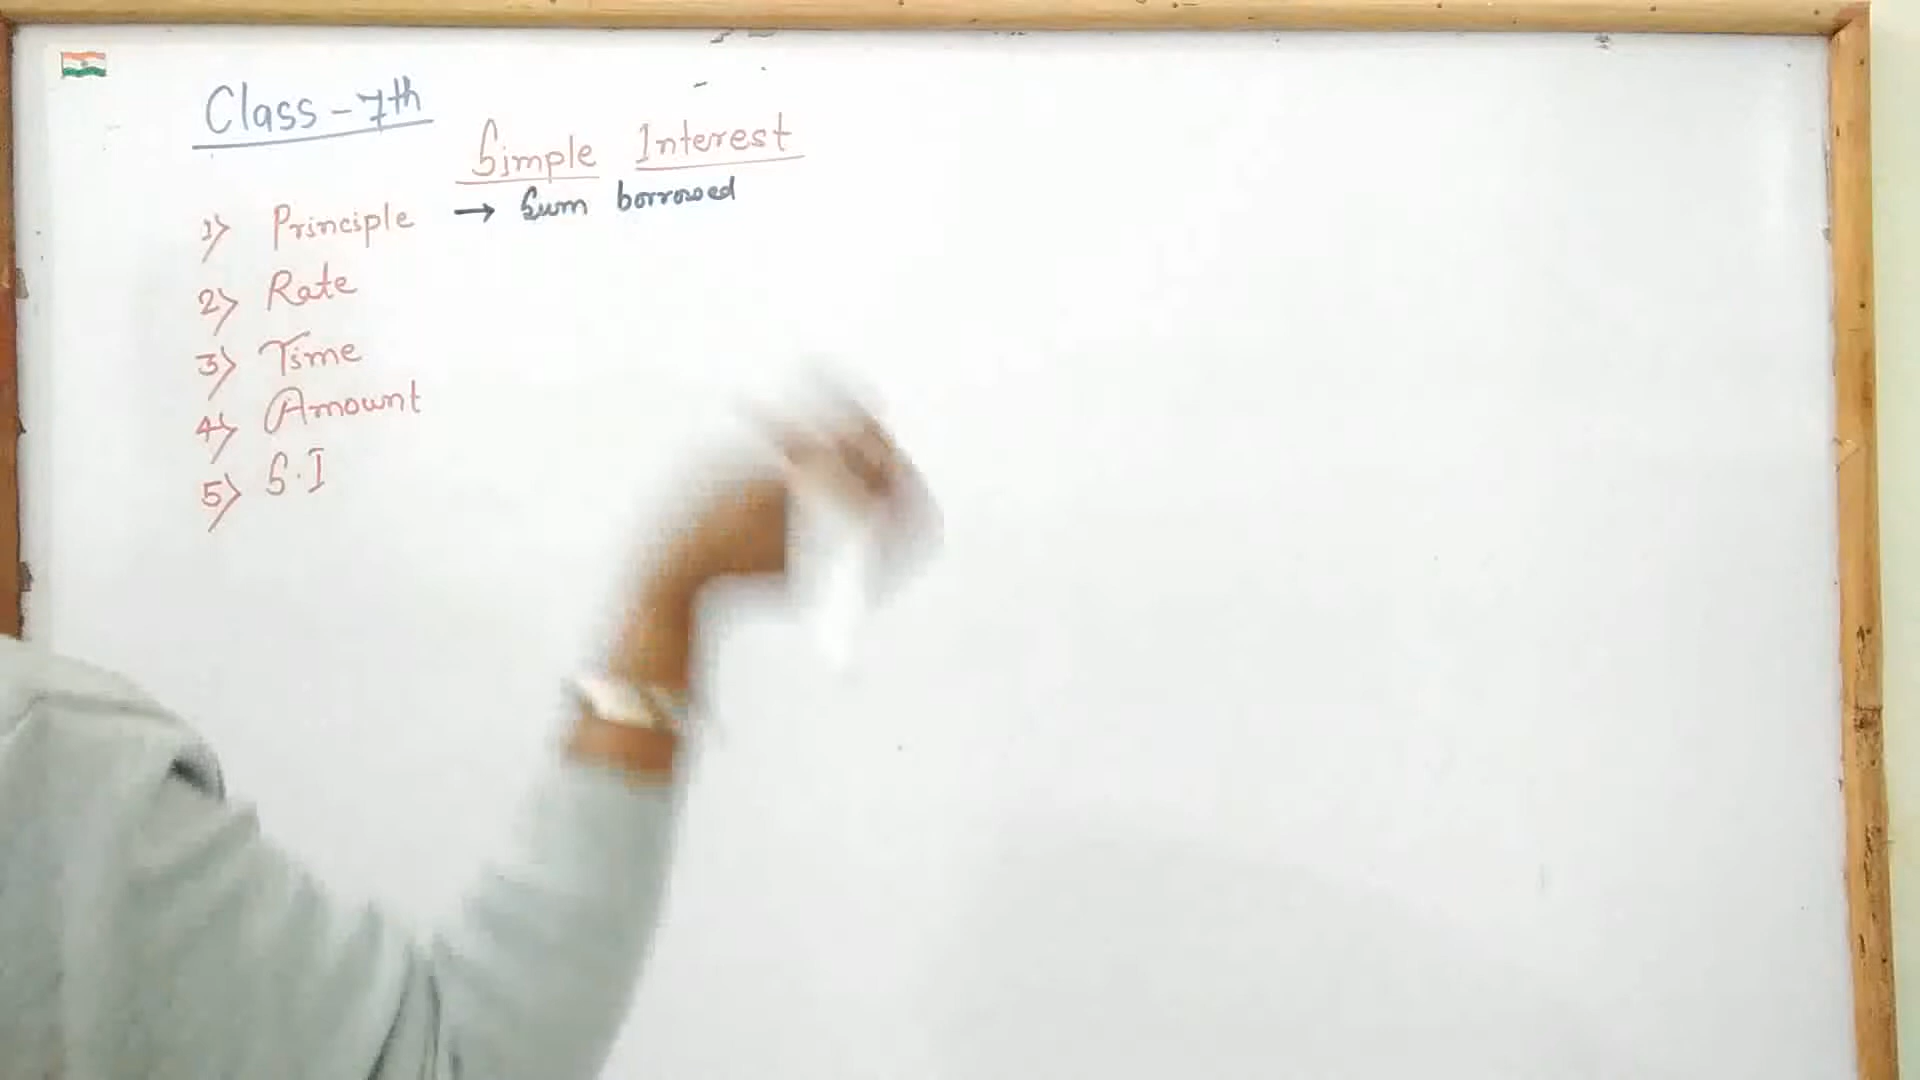 Class - 7th
Simple Interest
1) Principle → Sum borrowed
2) Rate
3) Time
4) Amount
5) S.I